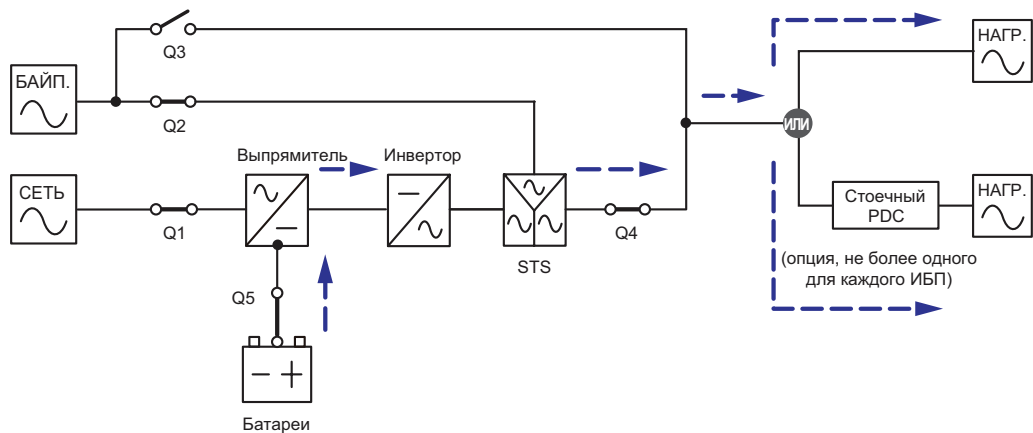 Q3
НАГР.
БАЙП.
Q2
ИЛИ
Выпрямитель
Инвертор
СЕТЬ
Q1
STS
Q4
Стоечный
PDC
НАГР.
(опция, не более одного
для каждого ИБП)
Q5
− +
Батареи